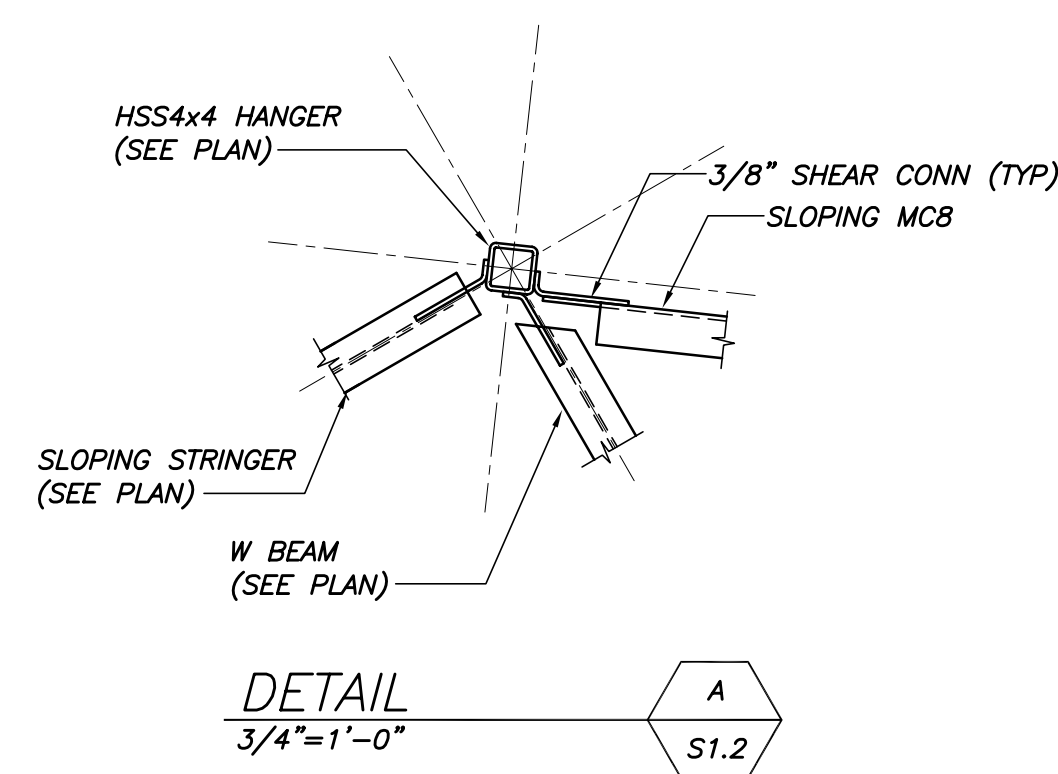 HSS4x4 HANGER
(SEE PLAN)
3/8" SHEAR CONN (TYP)
SLOPING MC8
SLOPING STRINGER
(SEE PLAN)
W BEAM
(SEE PLAN)
DETAIL
3/4"=1'-0"
A
S1.2